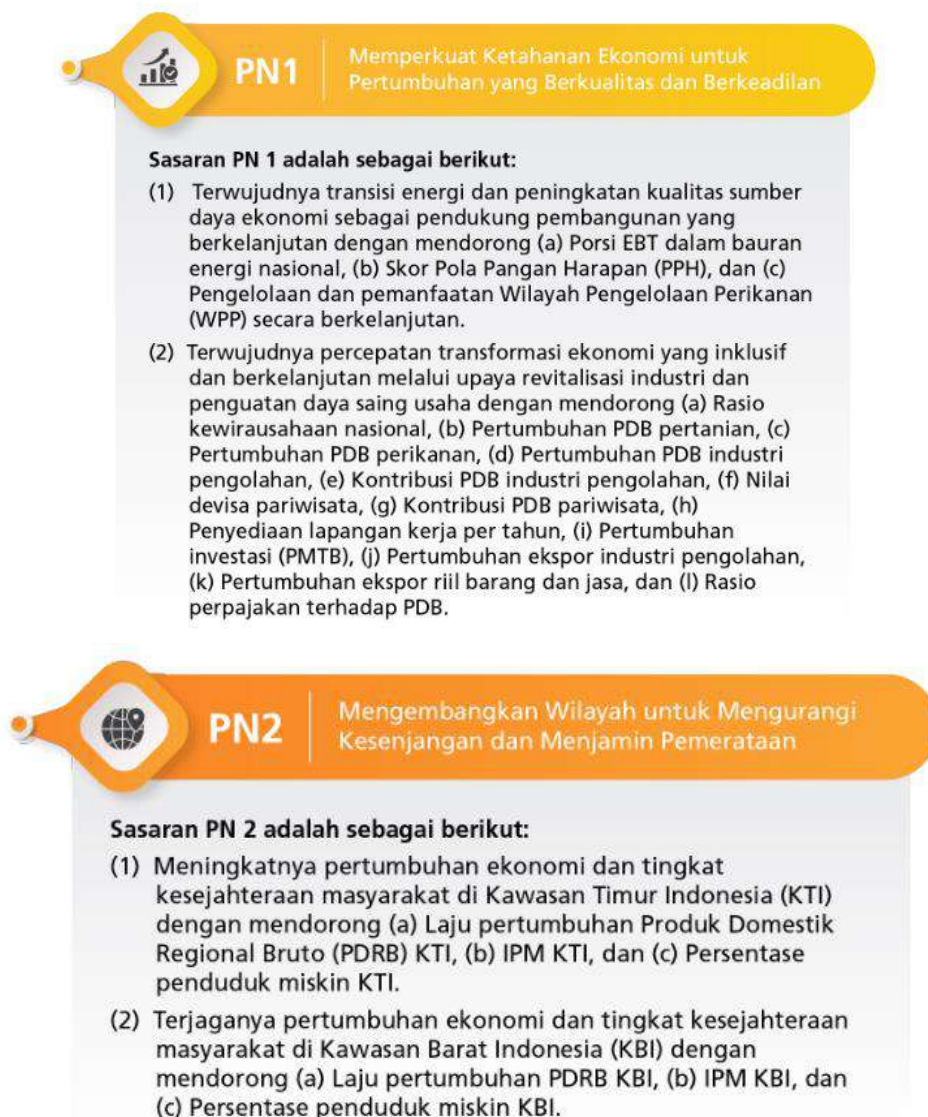 PN1
Memperkuat Ketahanan Ekonomi untuk
Pertumbuhan yang Berkualitas dan Berkeadilan
Sasaran PN 1 adalah sebagai berikut:
(1) Terwujudnya transisi energi dan peningkatan kualitas sumber
daya ekonomi sebagai pendukung pembangunan yang
berkelanjutan dengan mendorong (a) Porsi EBT dalam bauran
energi nasional, (b) Skor Pola Pangan Harapan (PPH), dan (c)
Pengelolaan dan pemanfaatan Wilayah Pengelolaan Perikanan
(WPP) secara berkelanjutan.
(2) Terwujudnya percepatan transformasi ekonomi yang inklusif
dan berkelanjutan melalui upaya revitalisasi industri dan
penguatan daya saing usaha dengan mendorong (a) Rasio
kewirausahaan nasional, (b) Pertumbuhan PDB pertanian, (c)
Pertumbuhan PDB perikanan, (d) Pertumbuhan PDB industri
pengolahan, (e) Kontribusi PDB industri pengolahan, (f) Nilai
devisa pariwisata, (g) Kontribusi PDB pariwisata, (h)
Penyediaan lapangan kerja per tahun, (i) Pertumbuhan
investasi (PMTB), (j) Pertumbuhan ekspor industri pengolahan,
(k) Pertumbuhan ekspor riil barang dan jasa, dan (l) Rasio
perpajakan terhadap PDB.
PN2
Mengembangkan Wilayah untuk Mengurangi
Kesenjangan dan Menjamin Pemerataan
Sasaran PN 2 adalah sebagai berikut:
(1) Meningkatnya pertumbuhan ekonomi dan tingkat
kesejahteraan masyarakat di Kawasan Timur Indonesia (KTI)
dengan mendorong (a) Laju pertumbuhan Produk Domestik
Regional Bruto (PDRB) KTI, (b) IPM KTI, dan (c) Persentase
penduduk miskin KTI.
(2) Terjaganya pertumbuhan ekonomi dan tingkat kesejahteraan
masyarakat di Kawasan Barat Indonesia (KBI) dengan
mendorong (a) Laju pertumbuhan PDRB KBI, (b) IPM KBI, dan
(c) Persentase penduduk miskin KBI.